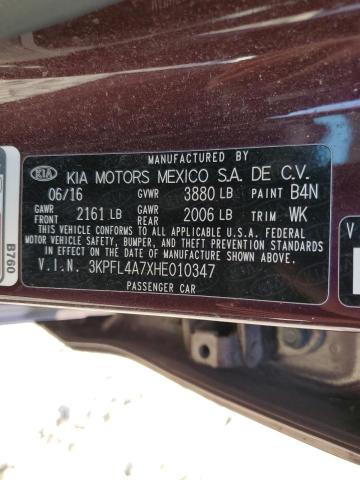 MANUFACTURED BY
KIA KIA MOTORS MEXICO S.A. DE C.V.
06/16 GVWR 3880 LB PAINT B4N
GAWR FRONT 2161 LB GAWR REAR 2006 LB TRIM WK
THIS VEHICLE CONFORMS TO ALL APPLICABLE U.S.A. FEDERAL
MOTOR VEHICLE SAFETY, BUMPER, AND THEFT PREVENTION STANDARDS
IN EFFECT ON THE DATE OF MANUFACTURE SHOWN ABOVE.
V.I.N. 3KPFL4A7XHE010347
PASSENGER CAR
B760
V